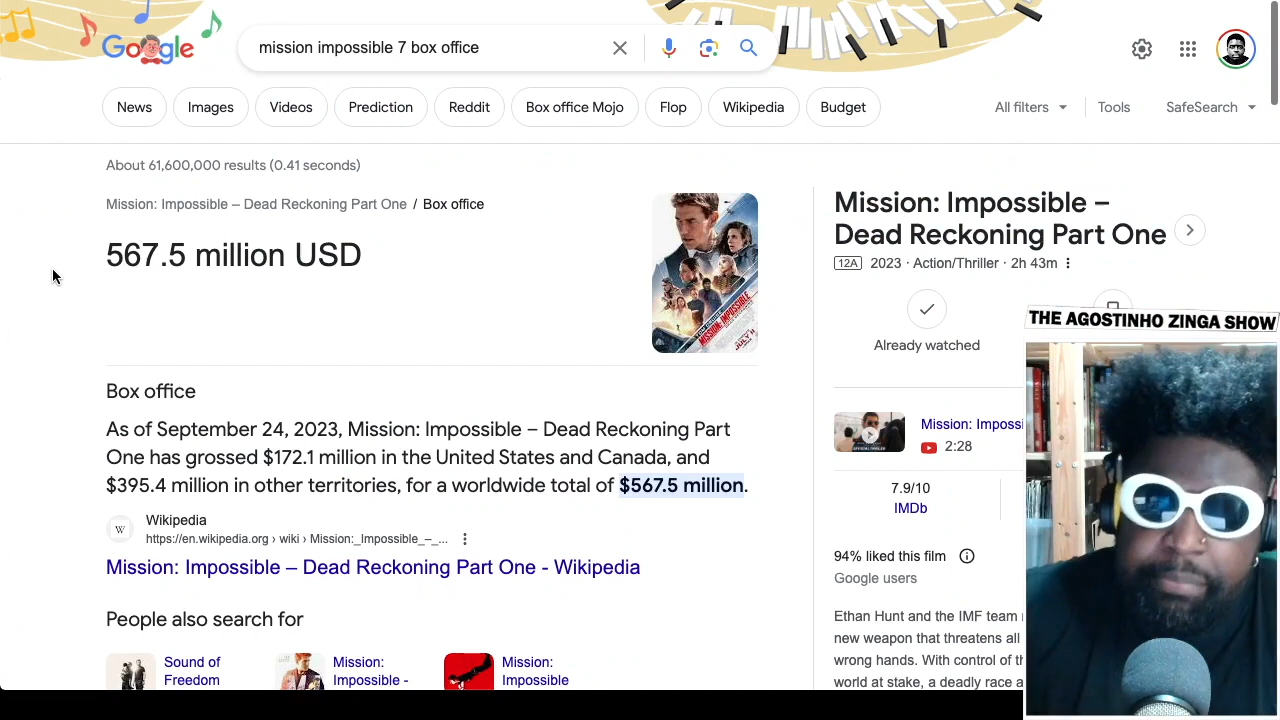 Google
mission impossible 7 box office
News
Images
Videos
Prediction
Reddit
Box office Mojo
Flop
Wikipedia
Budget
All filters
Tools
SafeSearch
About 61,600,000 results (0.41 seconds)
Mission: Impossible – Dead Reckoning Part One / Box office
567.5 million USD
MISSION: IMPOSSIBLE
JULY
Box office
As of September 24, 2023, Mission: Impossible – Dead Reckoning Part
One has grossed $172.1 million in the United States and Canada, and
$395.4 million in other territories, for a worldwide total of $567.5 million.
W
Wikipedia
https://en.wikipedia.org › wiki › Mission:_Impossible_–_...
Mission: Impossible – Dead Reckoning Part One - Wikipedia
People also search for
Sound of
Freedom
Mission:
Impossible -
Mission:
Impossible
Mission: Impossible –
Dead Reckoning Part One
12A 2023 · Action/Thriller · 2h 43m
Already watched
Mission: Impossi
2:28
7.9/10
IMDb
94% liked this film
Google users
Ethan Hunt and the IMF team
new weapon that threatens all
wrong hands. With control of th
world at stake, a deadly race a
THE AGOSTINHO ZINGA SHOW